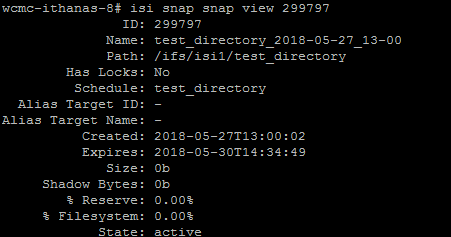 wcmc-ithanas-8# isi snap snap view 299797
ID: 299797
Name: test_directory_2018-05-27_13-00
Path: /ifs/isi1/test_directory
Has Locks: No
Schedule: test_directory
Alias Target ID: -
Alias Target Name: -
Created: 2018-05-27T13:00:02
Expires: 2018-05-30T14:34:49
Size: 0b
Shadow Bytes: 0b
% Reserve: 0.00%
% Filesystem: 0.00%
State: active